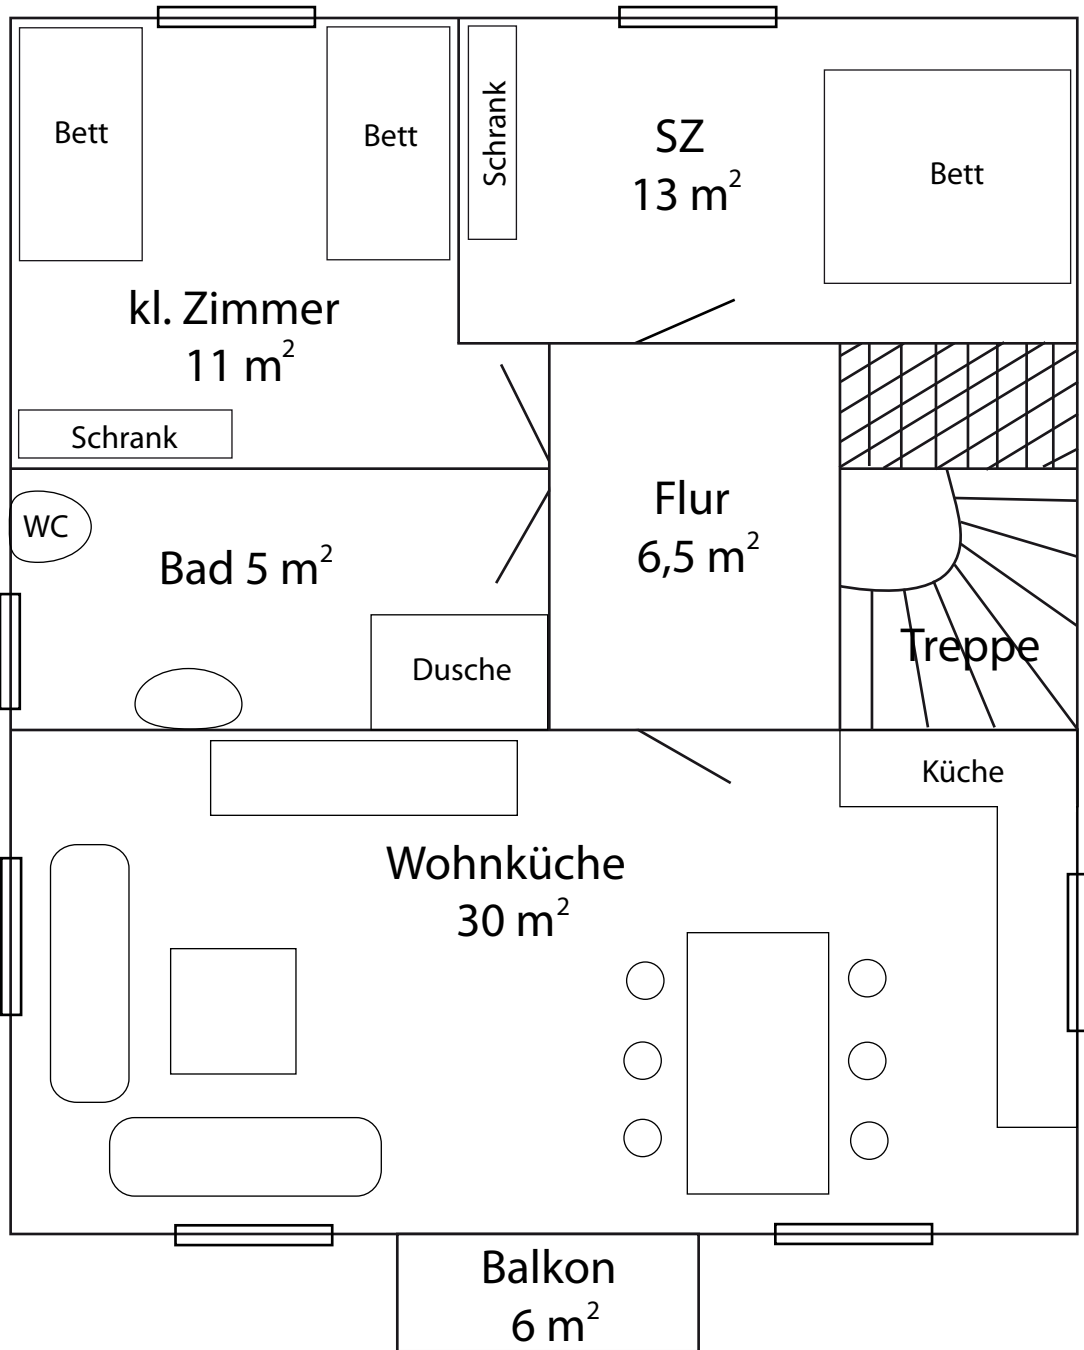 Bett
Bett
Schrank
SZ
13 m²
Bett
kl. Zimmer
11 m²
Schrank
WC
Bad 5 m²
Flur
6,5 m²
Dusche
Treppe
Küche
Wohnküche
30 m²
Balkon
6 m²